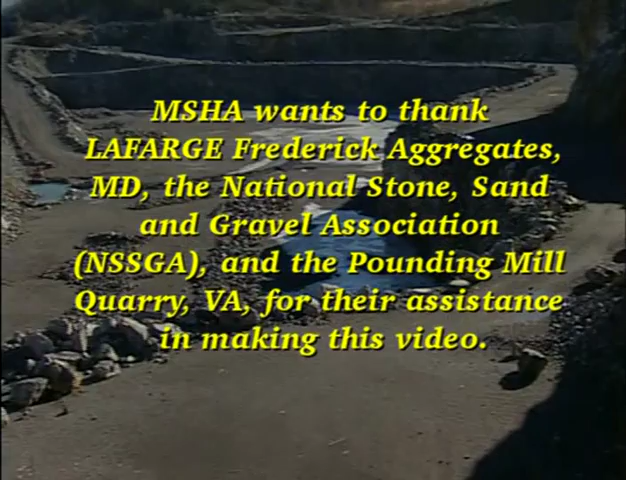 MSHA wants to thank
LAFARGE Frederick Aggregates,
MD, the National Stone, Sand
and Gravel Association
(NSSGA), and the Pounding Mill
Quarry, VA, for their assistance
in making this video.